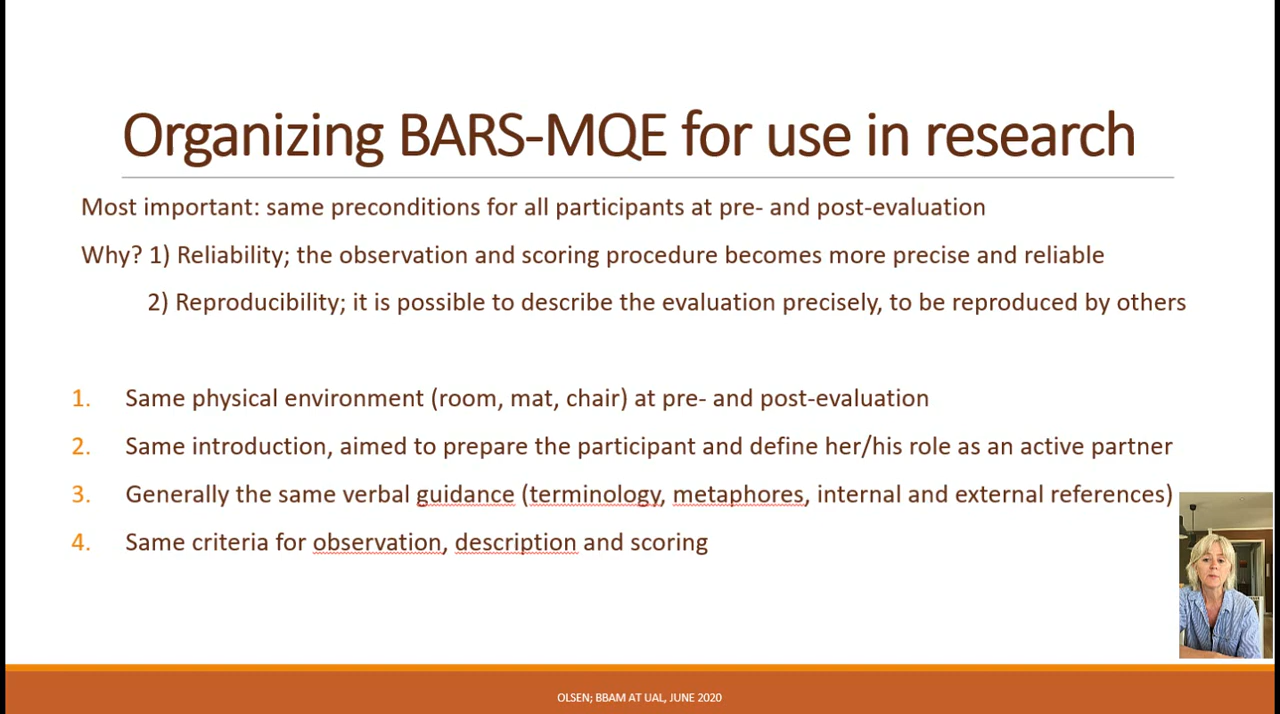 Organizing BARS-MQE for use in research
Most important: same preconditions for all participants at pre- and post-evaluation
Why? 1) Reliability; the observation and scoring procedure becomes more precise and reliable
2) Reproducibility; it is possible to describe the evaluation precisely, to be reproduced by others
1. Same physical environment (room, mat, chair) at pre- and post-evaluation
2. Same introduction, aimed to prepare the participant and define her/his role as an active partner
3. Generally the same verbal guidance (terminology, metaphores, internal and external references)
4. Same criteria for observation, description and scoring
OLSEN; BBAM AT UAL, JUNE 2020